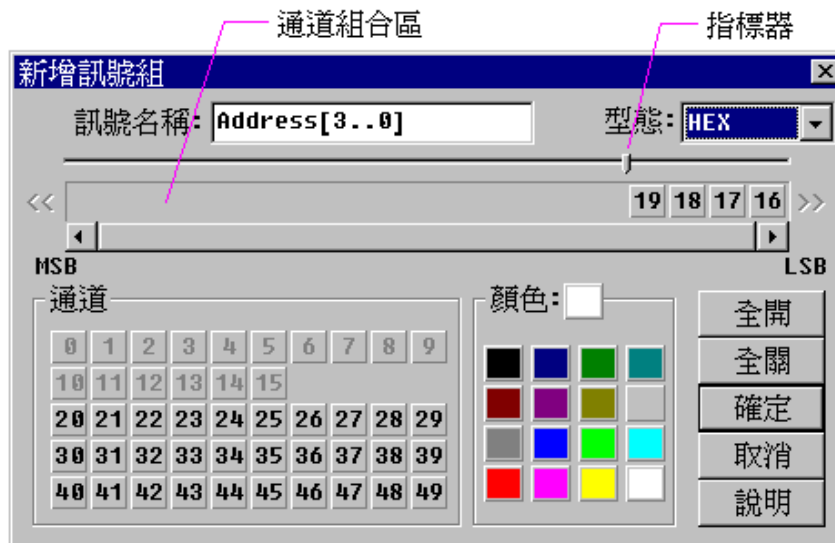 通道組合區 指標器
新增訊號組
訊號名稱: Address[3..0] 型態: HEX
<< 19 18 17 16 >>
MSB LSB
通道 顏色:
0 1 2 3 4 5 6 7 8 9
10 11 12 13 14 15
20 21 22 23 24 25 26 27 28 29
30 31 32 33 34 35 36 37 38 39
40 41 42 43 44 45 46 47 48 49
全開
全關
確定
取消
說明